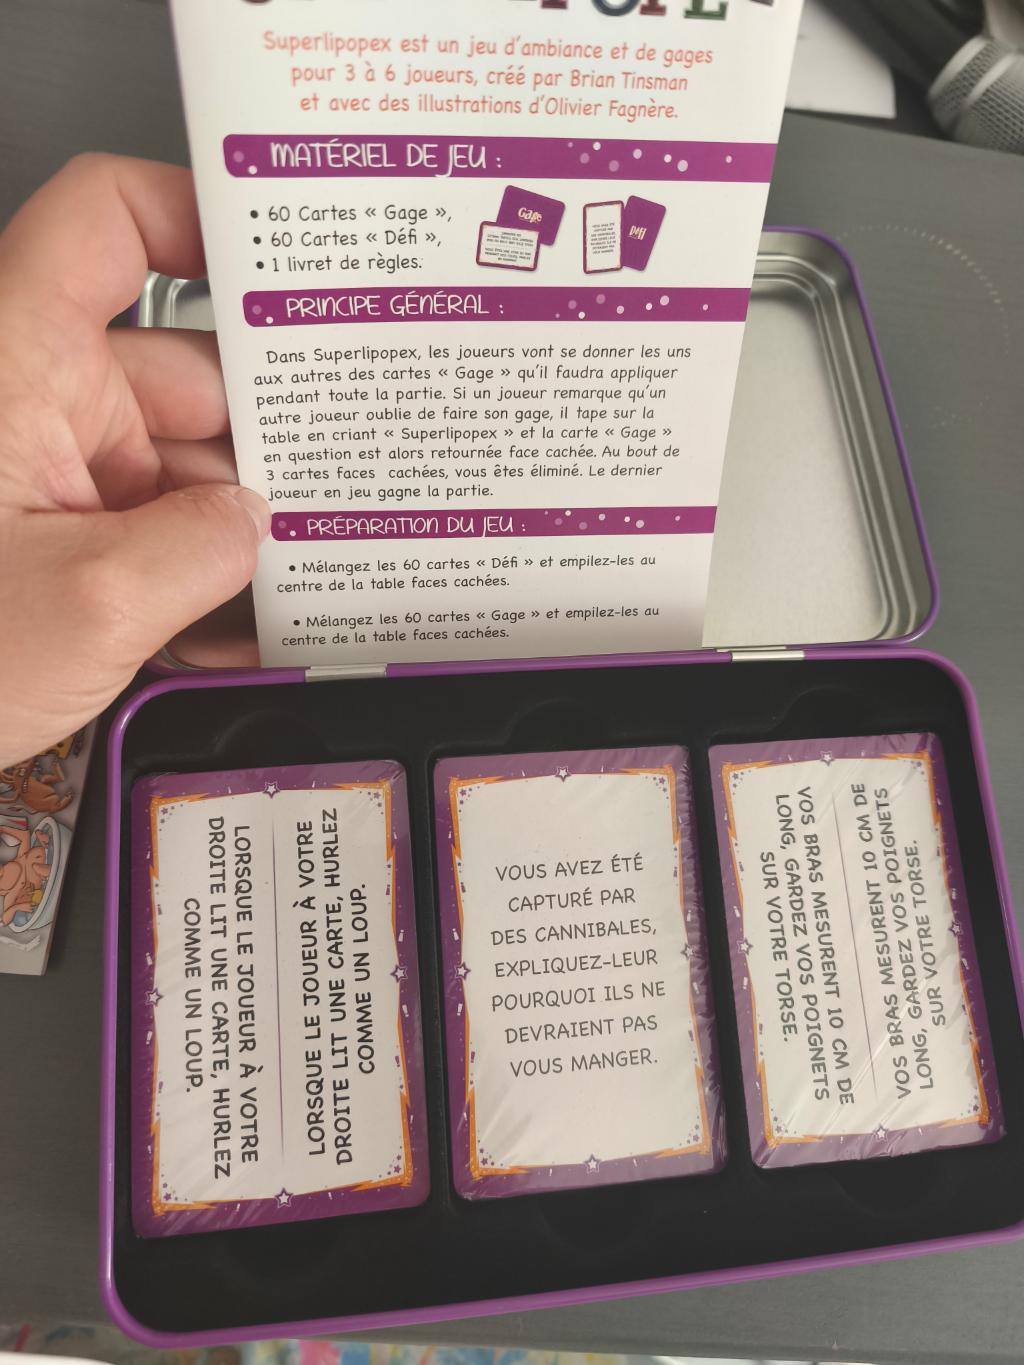 Superlipopex est un jeu d'ambiance et de gages
pour 3 à 6 joueurs, créé par Brian Tinsman
et avec des illustrations d'Olivier Fagnère.
MATÉRIEL DE JEU :
• 60 Cartes « Gage »,
• 60 Cartes « Défi »,
• 1 livret de règles.
Gage
Défi
PRINCIPE GÉNÉRAL :
Dans Superlipopex, les joueurs vont se donner les uns
aux autres des cartes « Gage » qu'il faudra appliquer
pendant toute la partie. Si un joueur remarque qu'un
autre joueur oublie de faire son gage, il tape sur la
table en criant « Superlipopex » et la carte « Gage »
en question est alors retournée face cachée. Au bout de
3 cartes faces cachées, vous êtes éliminé. Le dernier
joueur en jeu gagne la partie.
PRÉPARATION DU JEU :
• Mélangez les 60 cartes « Défi » et empilez-les au
centre de la table faces cachées.
• Mélangez les 60 cartes « Gage » et empilez-les au
centre de la table faces cachées.
LORSQUE LE JOUEUR À VOTRE
DROITE LIT UNE CARTE, HURLEZ
COMME UN LOUP.
LORSQUE LE JOUEUR À VOTRE
DROITE LIT UNE CARTE, HURLEZ
COMME UN LOUP.
VOUS AVEZ ÉTÉ
CAPTURÉ PAR
DES CANNIBALES,
EXPLIQUEZ-LEUR
POURQUOI ILS NE
DEVRAIENT PAS
VOUS MANGER.
VOS BRAS MESURENT 10 CM DE
LONG, GARDEZ VOS POIGNETS
SUR VOTRE TORSE.
VOS BRAS MESURENT 10 CM DE
LONG, GARDEZ VOS POIGNETS
SUR VOTRE TORSE.